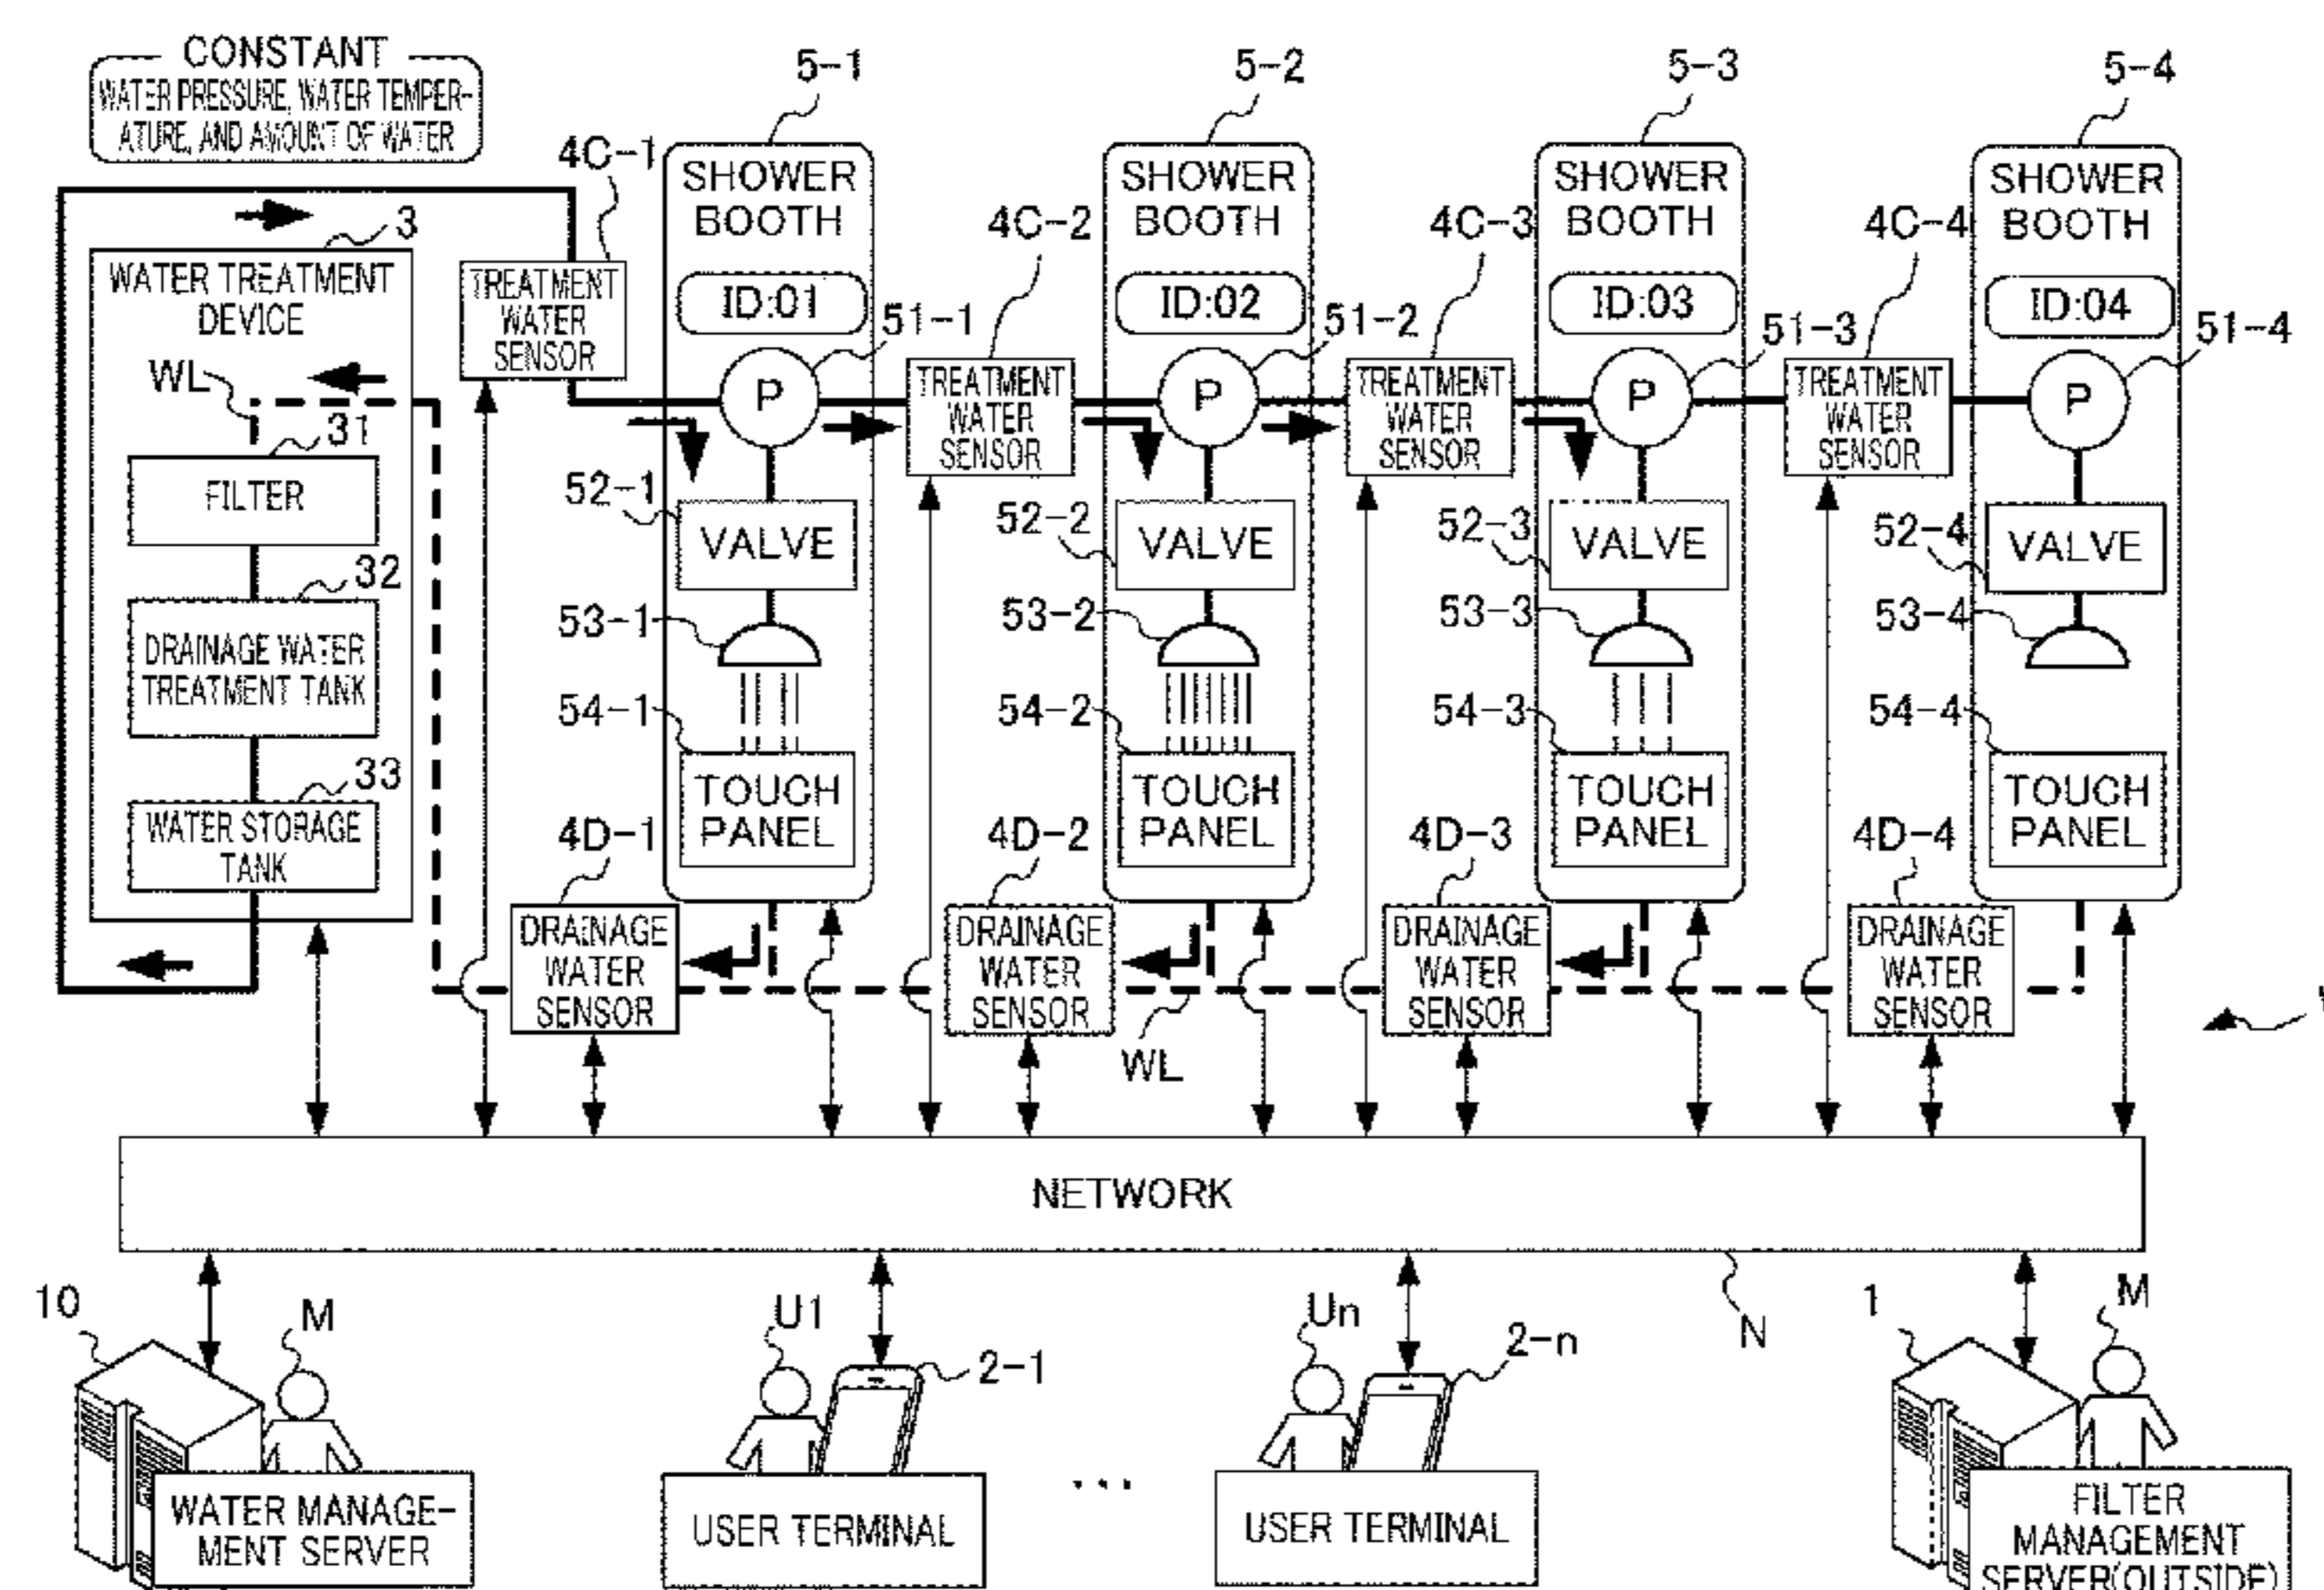 CONSTANT
WATER PRESSURE, WATER TEMPER-
ATURE, AND AMOUNT OF WATER
5-1
5-2
5-3
5-4
4C-1
4C-2
4C-3
4C-4
SHOWER
BOOTH
ID:01
SHOWER
BOOTH
ID:02
SHOWER
BOOTH
ID:03
SHOWER
BOOTH
ID:04
3
WATER TREATMENT
DEVICE
WL
31
FILTER
32
DRAINAGE WATER
TREATMENT TANK
33
WATER STORAGE
TANK
TREATMENT
WATER
SENSOR
TREATMENT
WATER
SENSOR
TREATMENT
WATER
SENSOR
TREATMENT
WATER
SENSOR
51-1
51-2
51-3
51-4
P
P
P
P
52-1
52-2
52-3
52-4
VALVE
VALVE
VALVE
VALVE
53-1
53-2
53-3
53-4
54-1
54-2
54-3
54-4
TOUCH
PANEL
TOUCH
PANEL
TOUCH
PANEL
TOUCH
PANEL
4D-1
4D-2
4D-3
4D-4
DRAINAGE
WATER
SENSOR
DRAINAGE
WATER
SENSOR
DRAINAGE
WATER
SENSOR
DRAINAGE
WATER
SENSOR
WL
NETWORK
N
10
M
WATER MANAGE-
MENT SERVER
U1
2-1
USER TERMINAL
...
Un
2-n
USER TERMINAL
1
M
FILTER
MANAGEMENT
SERVER(OUTSIDE)